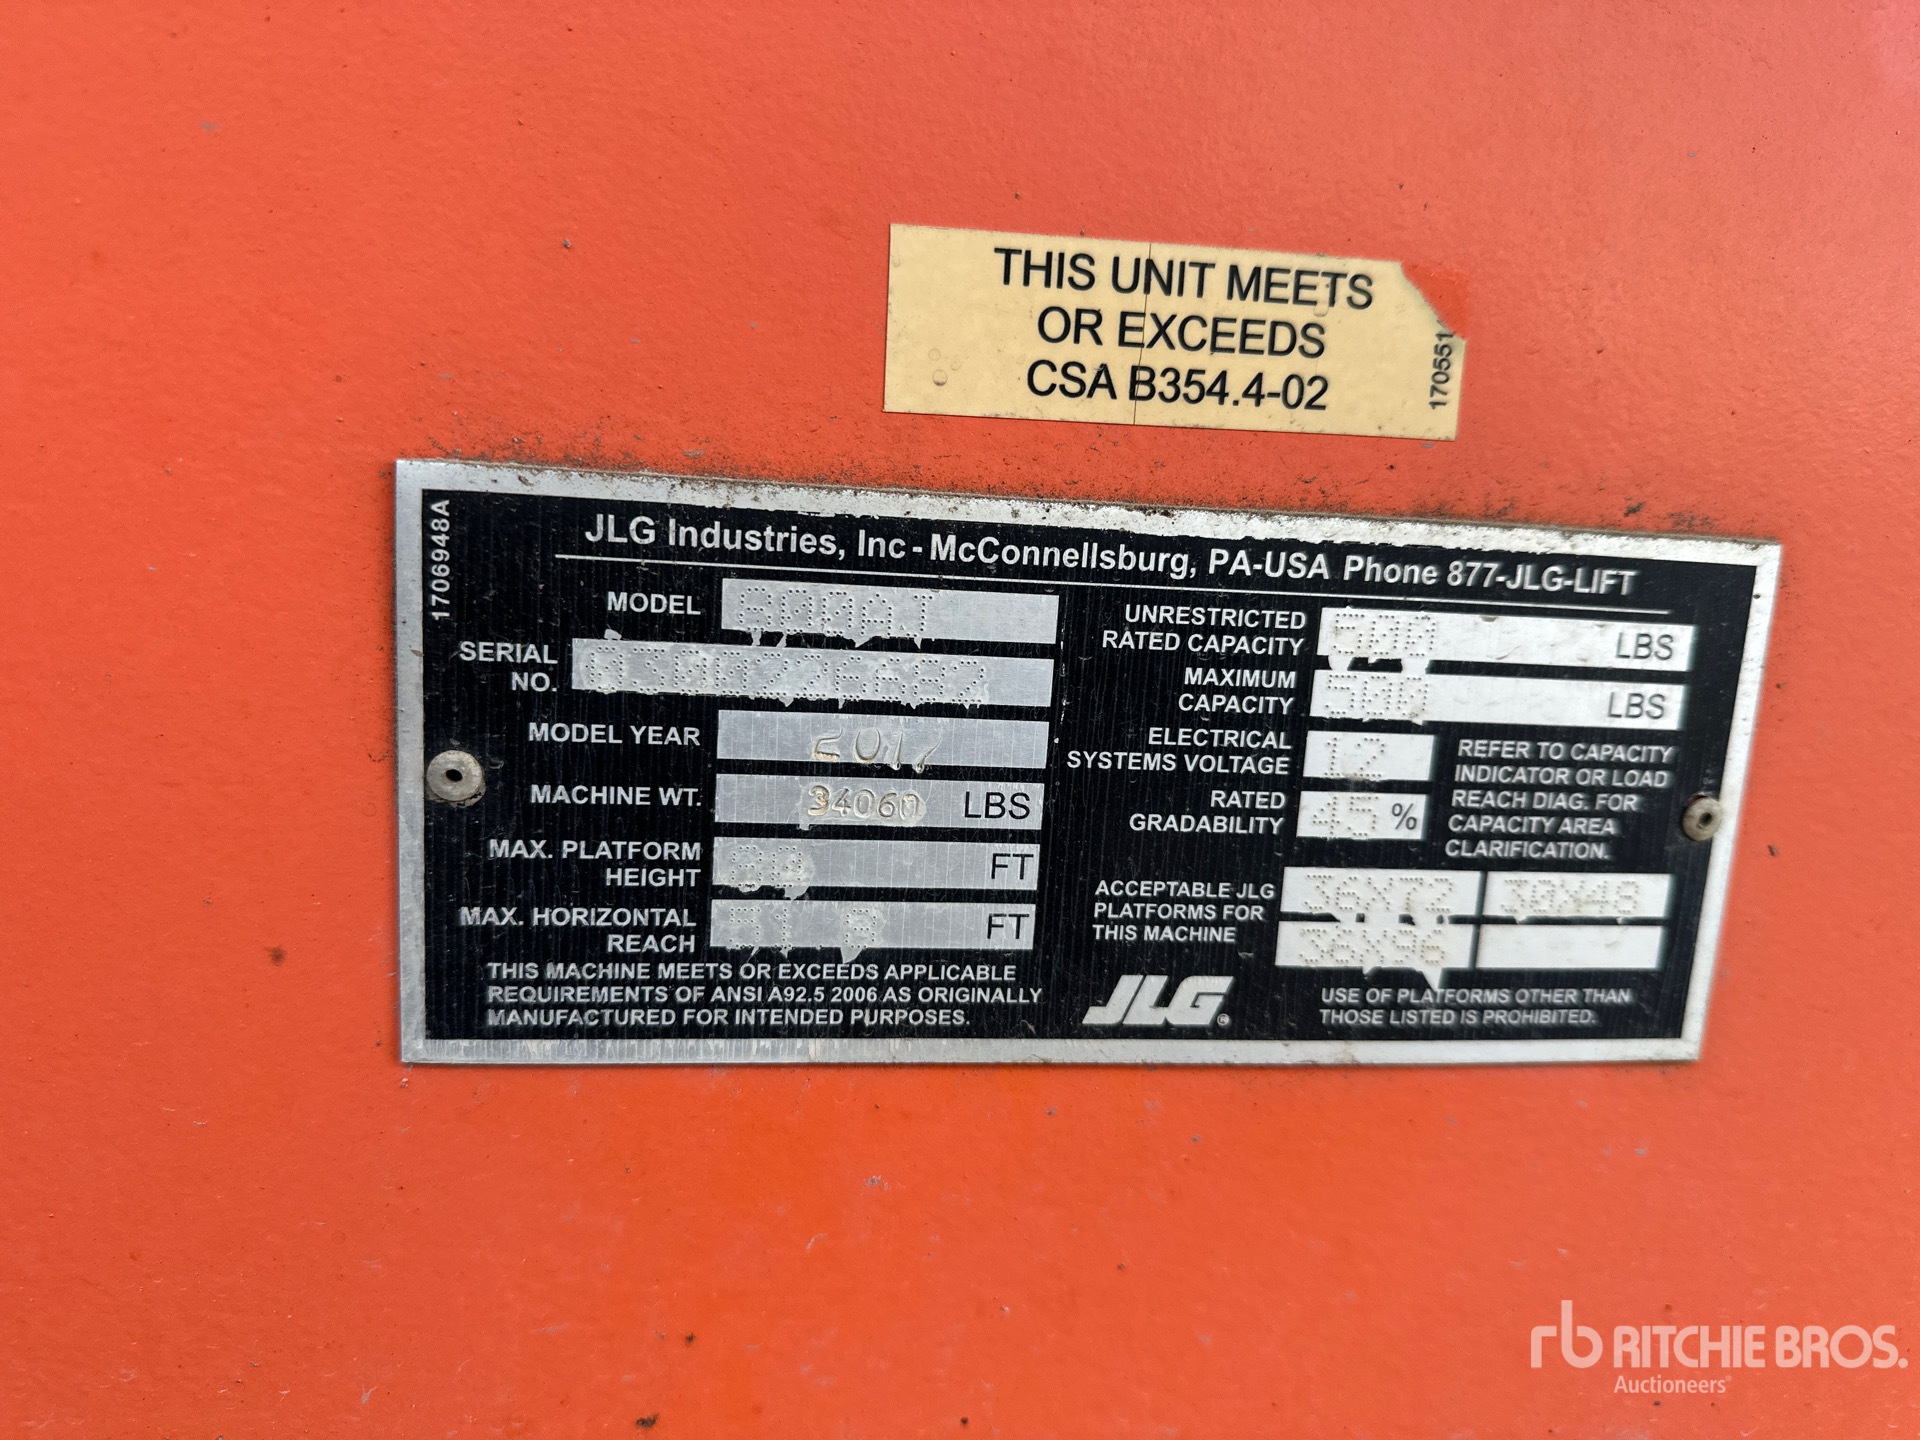 THIS UNIT MEETS
OR EXCEEDS
CSA B354.4-02
170551
1706948A
JLG Industries, Inc - McConnellsburg, PA-USA Phone 877-JLG-LIFT
MODEL 800AJ
SERIAL
NO.
MODEL YEAR 2017
MACHINE WT. 34060 LBS
MAX. PLATFORM
HEIGHT 80 FT
MAX. HORIZONTAL
REACH FT
THIS MACHINE MEETS OR EXCEEDS APPLICABLE
REQUIREMENTS OF ANSI A92.5 2006 AS ORIGINALLY
MANUFACTURED FOR INTENDED PURPOSES.
UNRESTRICTED
RATED CAPACITY 500 LBS
MAXIMUM
CAPACITY 500 LBS
ELECTRICAL
SYSTEMS VOLTAGE 12
RATED
GRADABILITY 45 %
REFER TO CAPACITY
INDICATOR OR LOAD
REACH DIAG. FOR
CAPACITY AREA
CLARIFICATION.
ACCEPTABLE JLG
PLATFORMS FOR
THIS MACHINE
36X72 30X48
36X96
JLG®
USE OF PLATFORMS OTHER THAN
THOSE LISTED IS PROHIBITED.
rb RITCHIE BROS.
Auctioneers